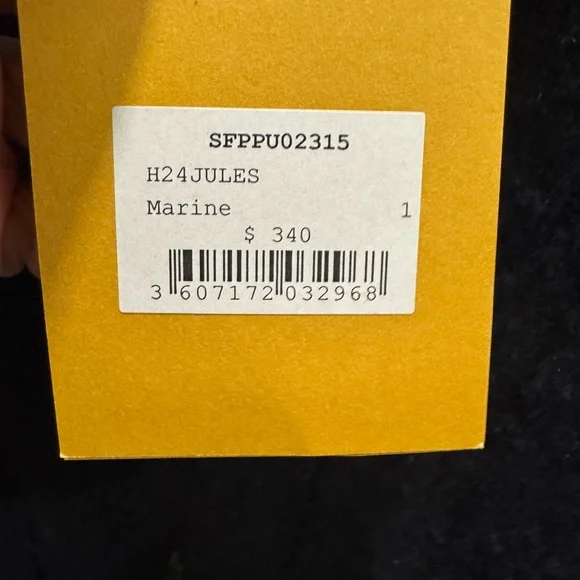 SFPPU02315
H24JULES
Marine 1
$ 340
3 607172 032968